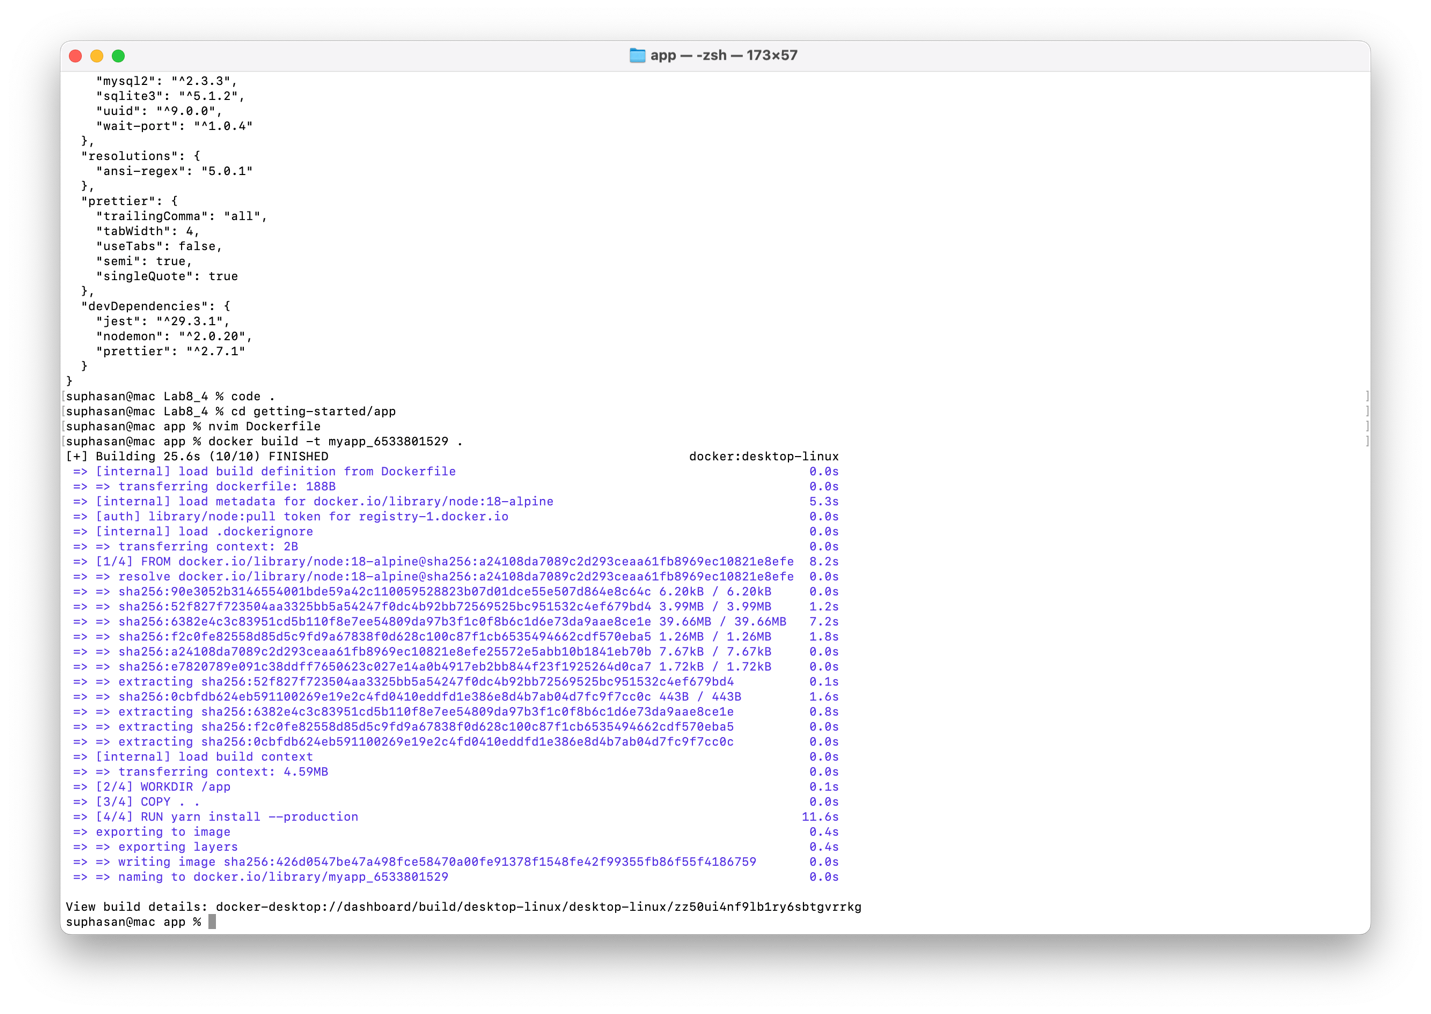 app — -zsh — 173×57
    "mysql2": "^2.3.3",
    "sqlite3": "^5.1.2",
    "uuid": "^9.0.0",
    "wait-port": "^1.0.4"
  },
  "resolutions": {
    "ansi-regex": "5.0.1"
  },
  "prettier": {
    "trailingComma": "all",
    "tabWidth": 4,
    "useTabs": false,
    "semi": true,
    "singleQuote": true
  },
  "devDependencies": {
    "jest": "^29.3.1",
    "nodemon": "^2.0.20",
    "prettier": "^2.7.1"
  }
}
[suphasan@mac Lab8_4 % code . ]
[suphasan@mac Lab8_4 % cd getting-started/app ]
[suphasan@mac app % nvim Dockerfile ]
[suphasan@mac app % docker build -t myapp_6533801529 . ]
[+] Building 25.6s (10/10) FINISHED docker:desktop-linux
 => [internal] load build definition from Dockerfile 0.0s
 => => transferring dockerfile: 188B 0.0s
 => [internal] load metadata for docker.io/library/node:18-alpine 5.3s
 => [auth] library/node:pull token for registry-1.docker.io 0.0s
 => [internal] load .dockerignore 0.0s
 => => transferring context: 2B 0.0s
 => [1/4] FROM docker.io/library/node:18-alpine@sha256:a24108da7089c2d293ceaa61fb8969ec10821e8efe 8.2s
 => => resolve docker.io/library/node:18-alpine@sha256:a24108da7089c2d293ceaa61fb8969ec10821e8efe 0.0s
 => => sha256:90e3052b3146554001bde59a42c110059528823b07d01dce55e507d864e8c64c 6.20kB / 6.20kB 0.0s
 => => sha256:52f827f723504aa3325bb5a54247f0dc4b92bb72569525bc951532c4ef679bd4 3.99MB / 3.99MB 1.2s
 => => sha256:6382e4c3c83951cd5b110f8e7ee54809da97b3f1c0f8b6c1d6e73da9aae8ce1e 39.66MB / 39.66MB 7.2s
 => => sha256:f2c0fe82558d85d5c9fd9a67838f0d628c100c87f1cb6535494662cdf570eba5 1.26MB / 1.26MB 1.8s
 => => sha256:a24108da7089c2d293ceaa61fb8969ec10821e8efe25572e5abb10b1841eb70b 7.67kB / 7.67kB 0.0s
 => => sha256:e7820789e091c38ddff7650623c027e14a0b4917eb2bb844f23f1925264d0ca7 1.72kB / 1.72kB 0.0s
 => => extracting sha256:52f827f723504aa3325bb5a54247f0dc4b92bb72569525bc951532c4ef679bd4 0.1s
 => => sha256:0cbfdb624eb591100269e19e2c4fd0410eddfd1e386e8d4b7ab04d7fc9f7cc0c 443B / 443B 1.6s
 => => extracting sha256:6382e4c3c83951cd5b110f8e7ee54809da97b3f1c0f8b6c1d6e73da9aae8ce1e 0.8s
 => => extracting sha256:f2c0fe82558d85d5c9fd9a67838f0d628c100c87f1cb6535494662cdf570eba5 0.0s
 => => extracting sha256:0cbfdb624eb591100269e19e2c4fd0410eddfd1e386e8d4b7ab04d7fc9f7cc0c 0.0s
 => [internal] load build context 0.0s
 => => transferring context: 4.59MB 0.0s
 => [2/4] WORKDIR /app 0.1s
 => [3/4] COPY . . 0.0s
 => [4/4] RUN yarn install --production 11.6s
 => exporting to image 0.4s
 => => exporting layers 0.4s
 => => writing image sha256:426d0547be47a498fce58470a00fe91378f1548fe42f99355fb86f55f4186759 0.0s
 => => naming to docker.io/library/myapp_6533801529 0.0s
View build details: docker-desktop://dashboard/build/desktop-linux/desktop-linux/zz50ui4nf9lb1ry6sbtgvrrkg
suphasan@mac app %